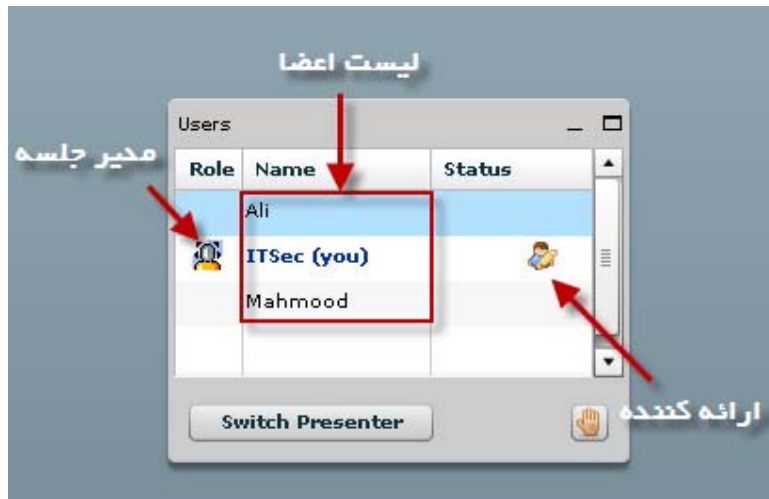 لیست اعضا
Users
مدیر جلسه
Role Name Status
Ali
ITSec (you)
Mahmood
ارائه کننده
Switch Presenter